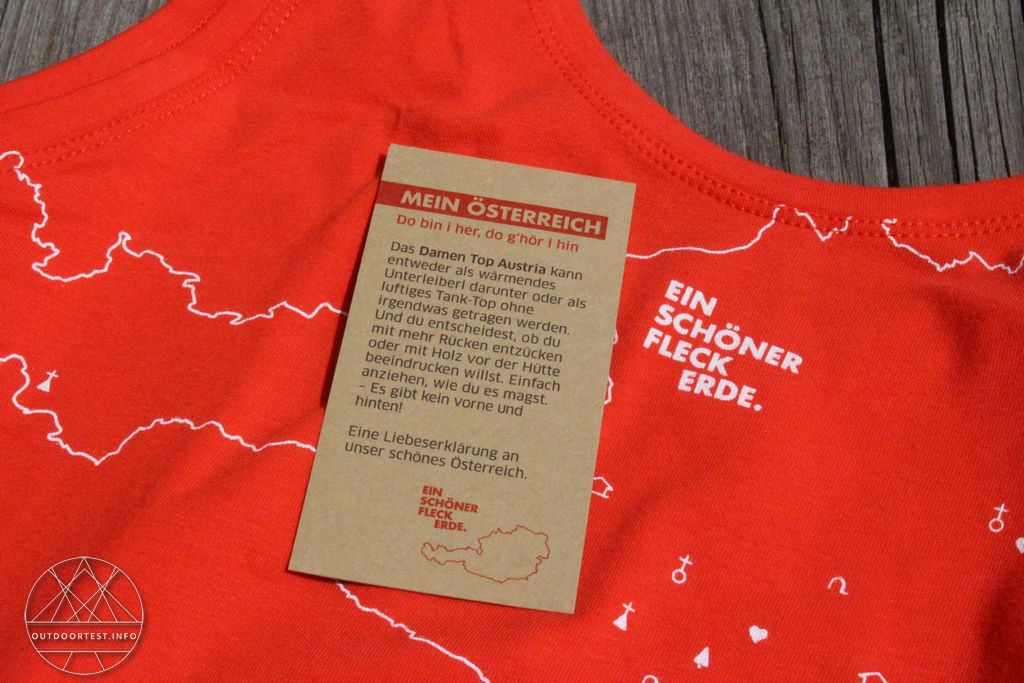 MEIN ÖSTERREICH
Do bin i her, do g'hör i hin
Das Damen Top Austria kann
entweder als wärmendes
Unterleiberl darunter oder als
luftiges Tank-Top ohne
irgendwas getragen werden.
Und du entscheidest, ob du
mit mehr Rücken entzücken
oder mit Holz vor der Hütte
beeindrucken willst. Einfach
anziehen, wie du es magst.
– Es gibt kein vorne und
hinten!
Eine Liebeserklärung an
unser schönes Österreich.
EIN
SCHÖNER
FLECK
ERDE.
EIN
SCHÖNER
FLECK
ERDE.
OUTDOORTEST.INFO